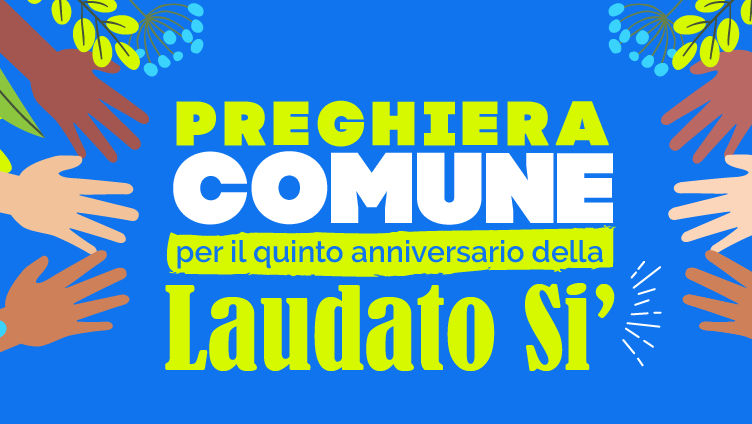 PREGHIERA
COMUNE
per il quinto anniversario della
Laudato Si’